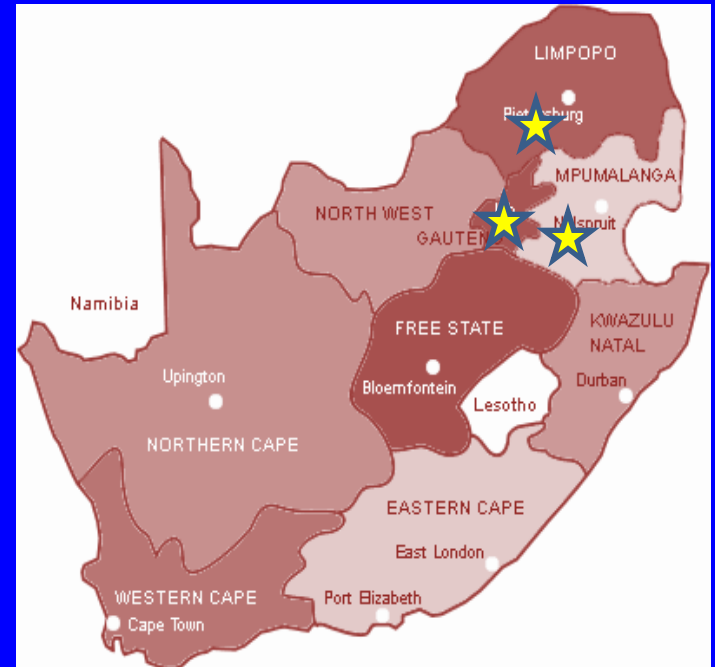 LIMPOPO
MPUMALANGA
NORTH WEST
GAUTENG
FREE STATE
KWAZULU
NATAL
Namibia
Upington
Bloemfontein
Lesotho
Durban
NORTHERN CAPE
EASTERN CAPE
East London
WESTERN CAPE
Port Elizabeth
Cape Town